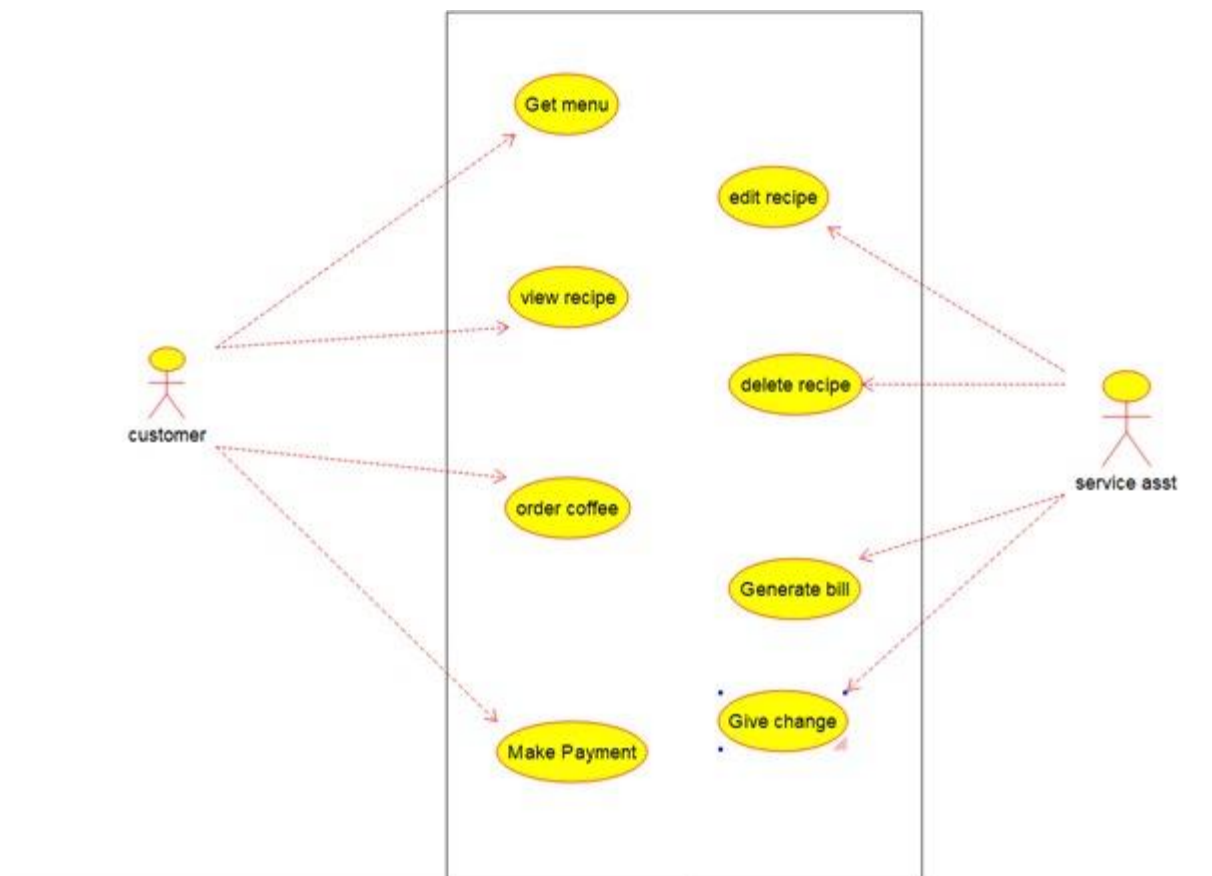 Get menu
edit recipe
view recipe
delete recipe
customer
service asst
order coffee
Generate bill
Give change
Make Payment